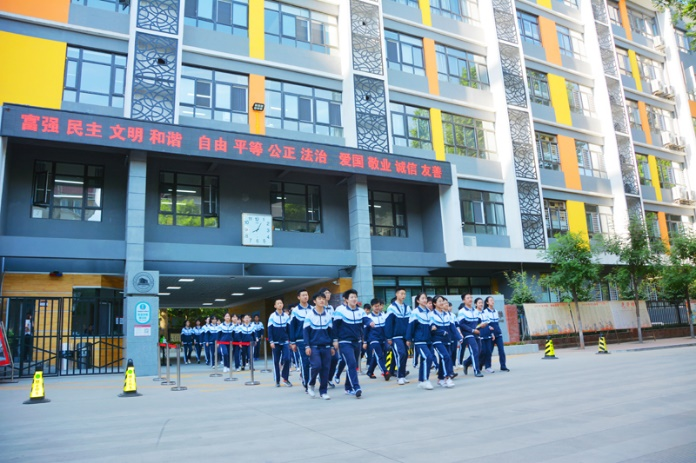 富强 民主 文明 和谐 自由 平等 公正 法治 爱国 敬业 诚信 友善